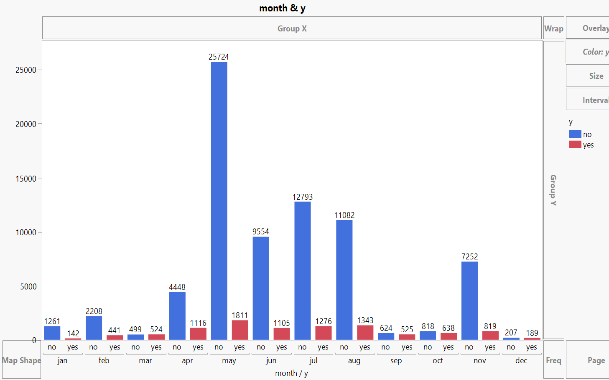 month & y
Group X
Wrap
Overlay
Color: y
Size
Interval
y
no
yes
Group Y
25000
20000
15000
10000
5000
0
1261 142 2208 441 499 524 4448 1116 25724 1811 9554 1105 12793 1276 11082 1343 624 525 818 638 7252 819 207 189
no yes no yes no yes no yes no yes no yes no yes no yes no yes no yes no yes no yes
jan feb mar apr may jun jul aug sep oct nov dec
month / y
Map Shape
Freq
Page